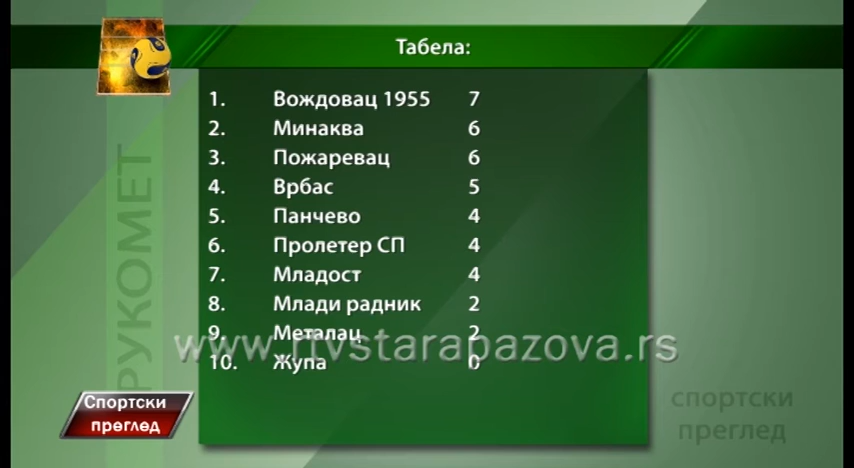 Табела:
1. Вождовац 1955 7
2. Минаква 6
3. Пожаревац 6
4. Врбас 5
5. Панчево 4
6. Пролетер СП 4
7. Младост 4
8. Млади радник 2
9. Металац 2
www.rtvstarapazova.rs
10. Жупа 0
РУКОМЕТ
Спортски
преглед
спортски
преглед